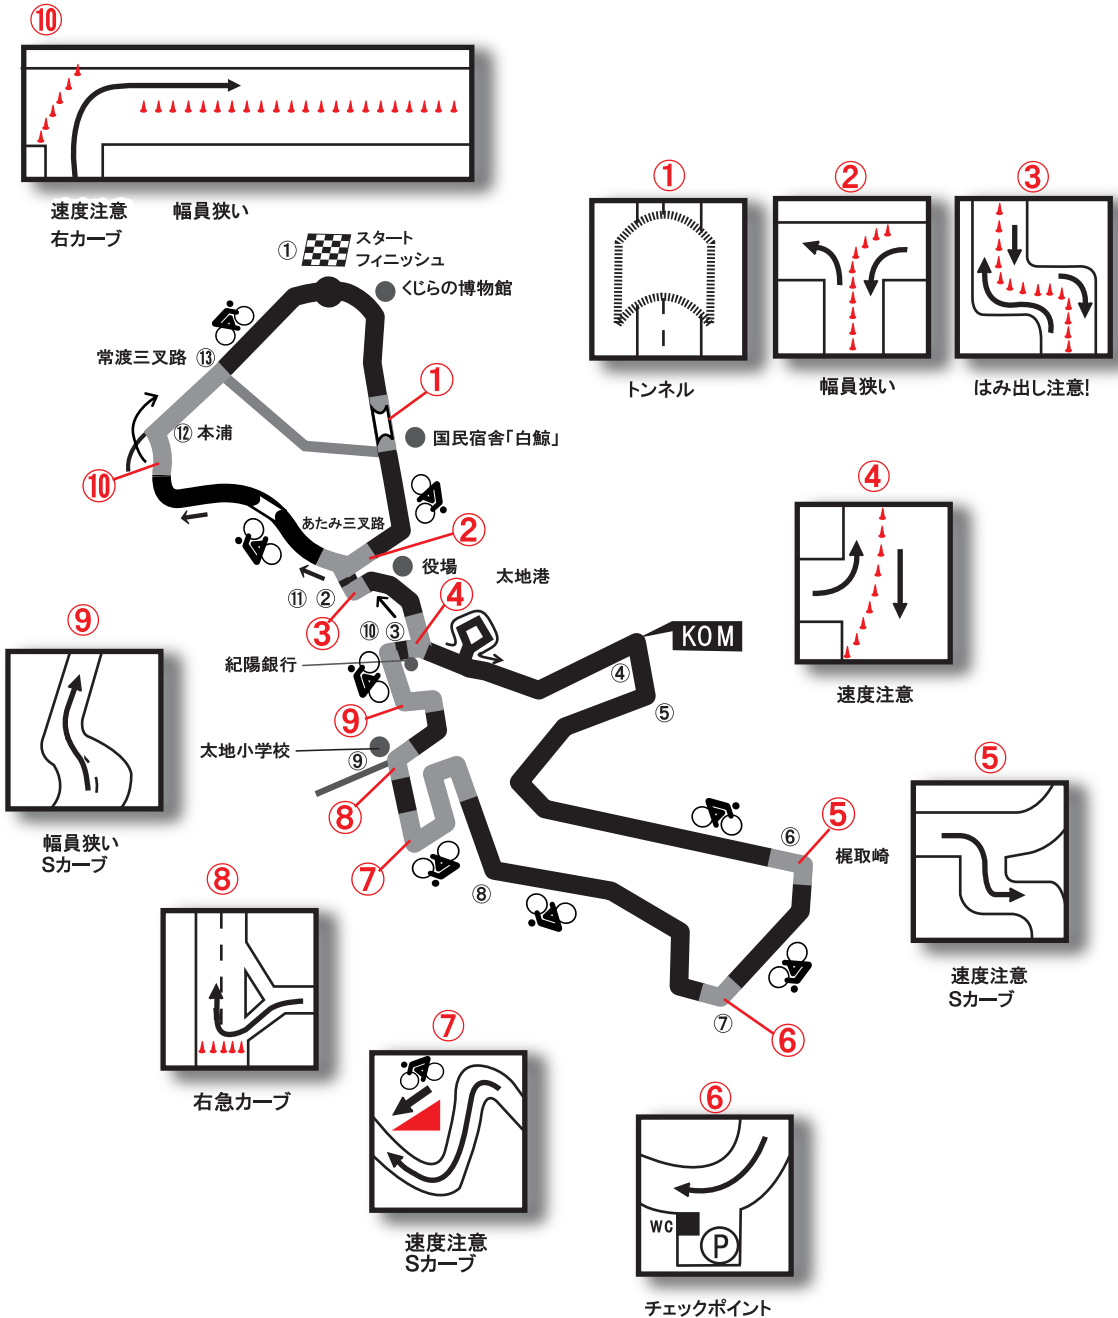 ⑩
速度注意 幅員狭い
右カーブ
①
トンネル
②
幅員狭い
③
はみ出し注意!
① スタート
フィニッシュ
くじらの博物館
常渡三叉路 ⑬
①
⑫ 本浦
国民宿舎「白鯨」
⑩
あたみ三叉路
②
役場
太地港
④
速度注意
⑪ ②
③
④
⑩ ③
KOM
紀陽銀行
④
⑤
⑨
幅員狭い
Sカーブ
⑨
太地小学校
⑨
⑧
⑤
速度注意
Sカーブ
⑥
⑤
梶取崎
⑦
⑧
⑧
右急カーブ
⑦
⑥
⑦
速度注意
Sカーブ
⑥
WC
P
チェックポイント